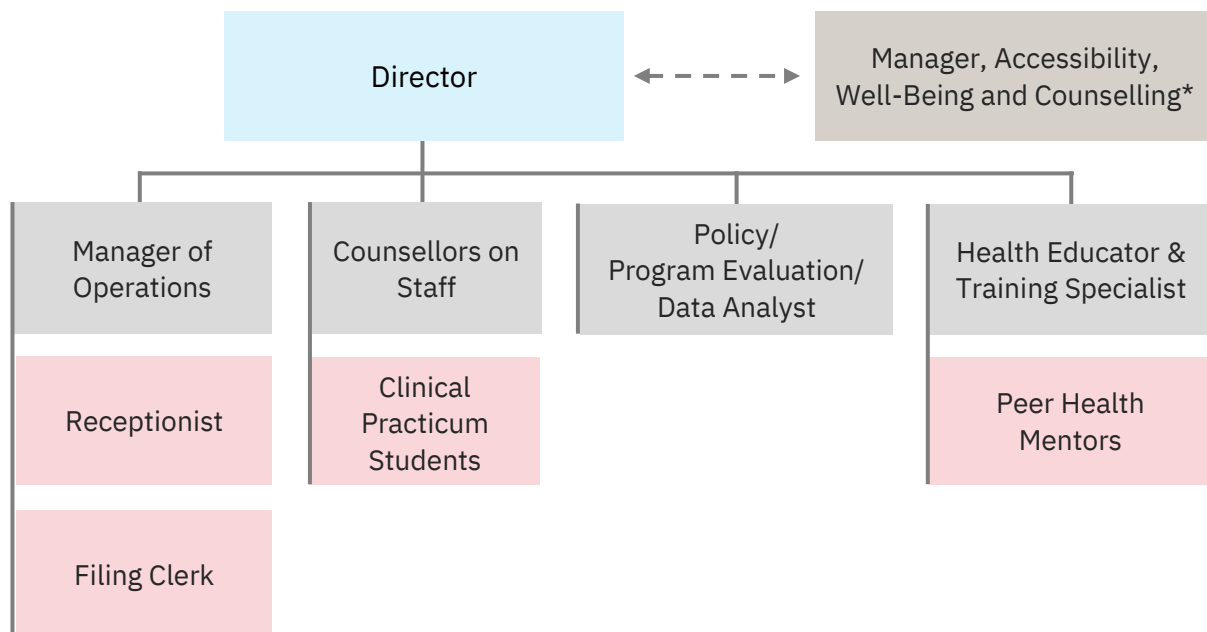 Director
Manager, Accessibility,
Well-Being and Counselling*
Manager of
Operations
Counsellors on
Staff
Policy/
Program Evaluation/
Data Analyst
Health Educator &
Training Specialist
Receptionist
Clinical
Practicum
Students
Peer Health
Mentors
Filing Clerk